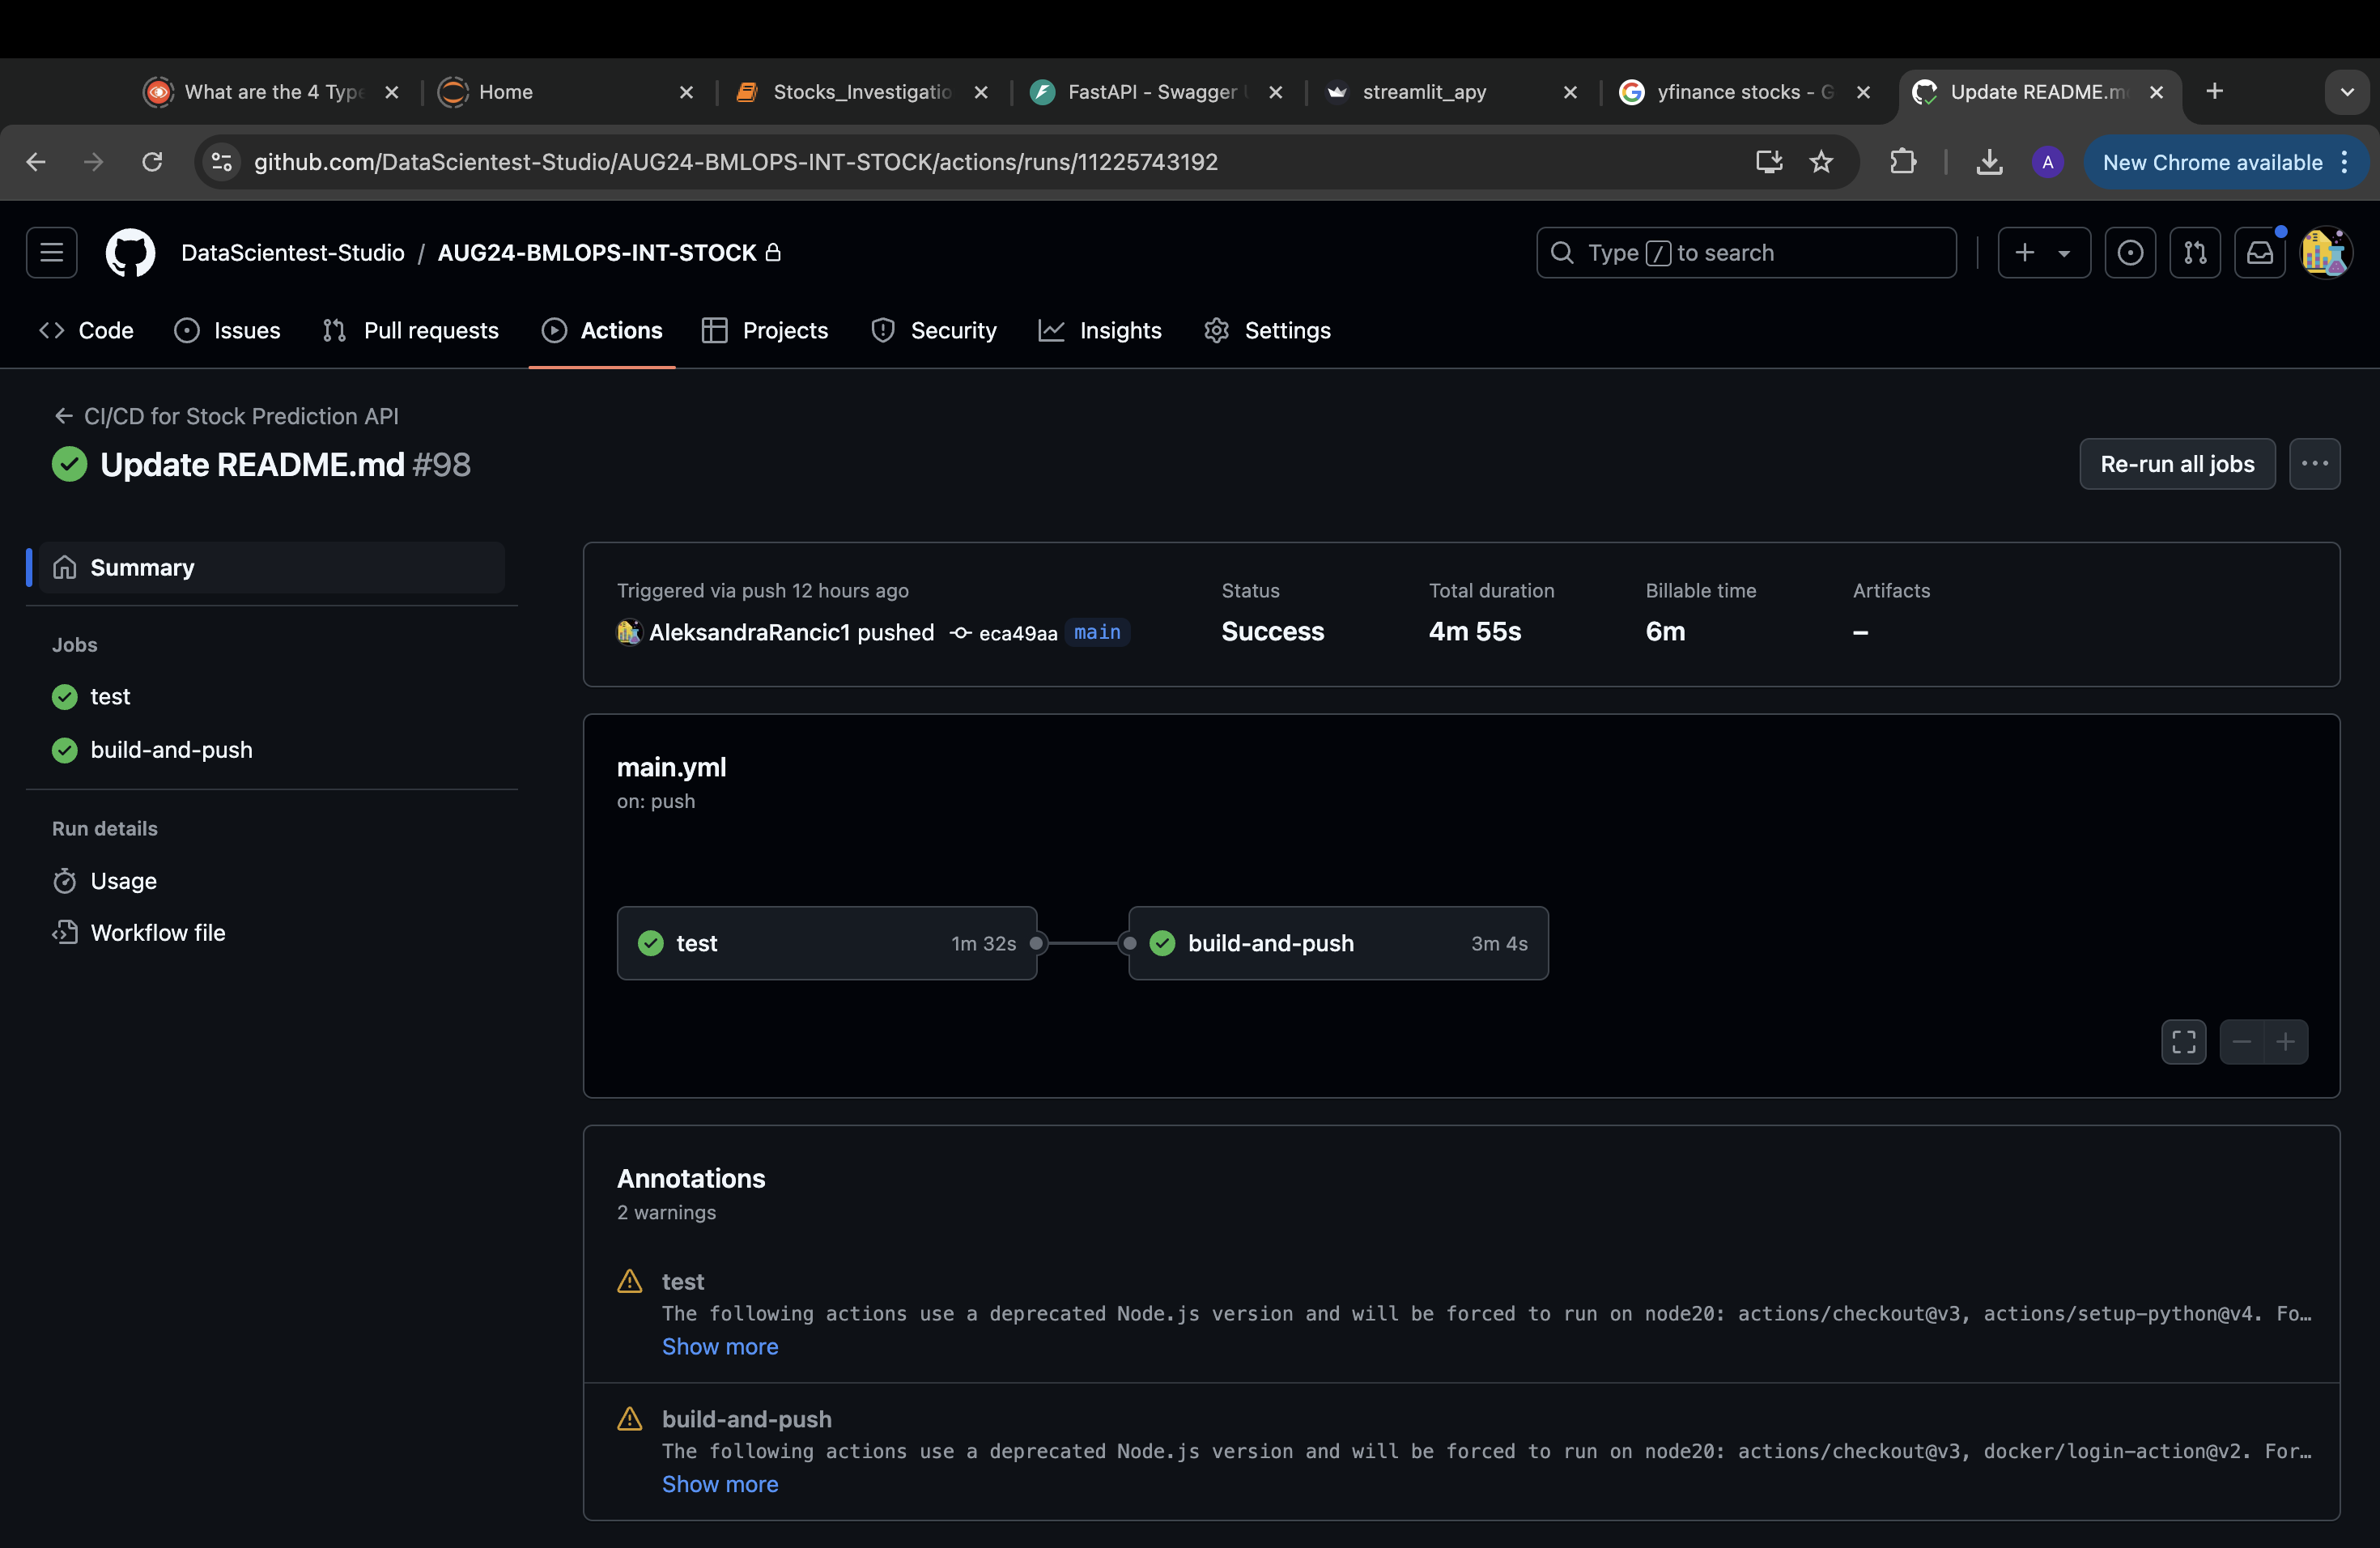 What are the 4 Type
Home
Stocks_Investigatio
FastAPI - Swagger U
streamlit_apy
yfinance stocks - G
Update README.m
github.com/DataScientest-Studio/AUG24-BMLOPS-INT-STOCK/actions/runs/11225743192
A
New Chrome available
DataScientest-Studio / AUG24-BMLOPS-INT-STOCK
Type / to search
Code
Issues
Pull requests
Actions
Projects
Security
Insights
Settings
CI/CD for Stock Prediction API
Update README.md #98
Re-run all jobs
Summary
Jobs
test
build-and-push
Run details
Usage
Workflow file
Triggered via push 12 hours ago
AleksandraRancic1 pushed eca49aa main
Status
Success
Total duration
4m 55s
Billable time
6m
Artifacts
–
main.yml
on: push
test 1m 32s
build-and-push 3m 4s
Annotations
2 warnings
test
The following actions use a deprecated Node.js version and will be forced to run on node20: actions/checkout@v3, actions/setup-python@v4. Fo…
Show more
build-and-push
The following actions use a deprecated Node.js version and will be forced to run on node20: actions/checkout@v3, docker/login-action@v2. For…
Show more